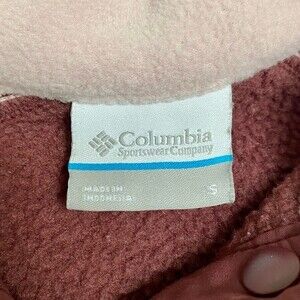 Columbia
Sportswear Company
MADE IN
INDONESIA
S